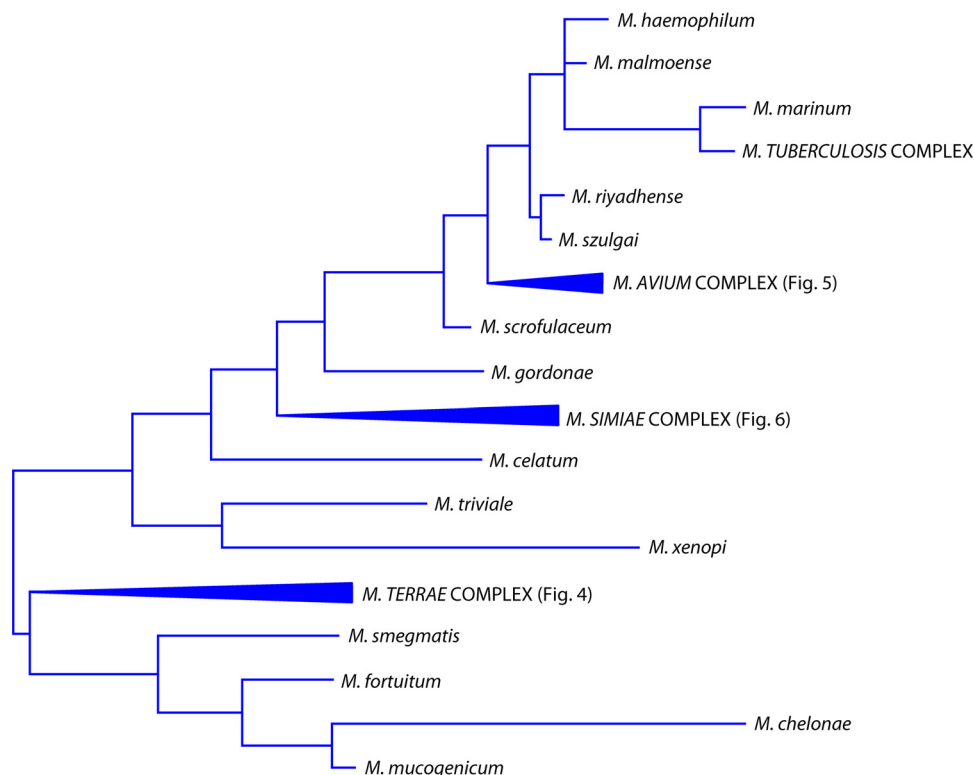 M. haemophilum
M. malmoense
M. marinum
M. TUBERCULOSIS COMPLEX
M. riyadhense
M. szulgai
M. AVIUM COMPLEX (Fig. 5)
M. scrofulaceum
M. gordonae
M. SIMIAE COMPLEX (Fig. 6)
M. celatum
M. triviale
M. xenopi
M. TERRAE COMPLEX (Fig. 4)
M. smegmatis
M. fortuitum
M. chelonae
M. mucogenicum